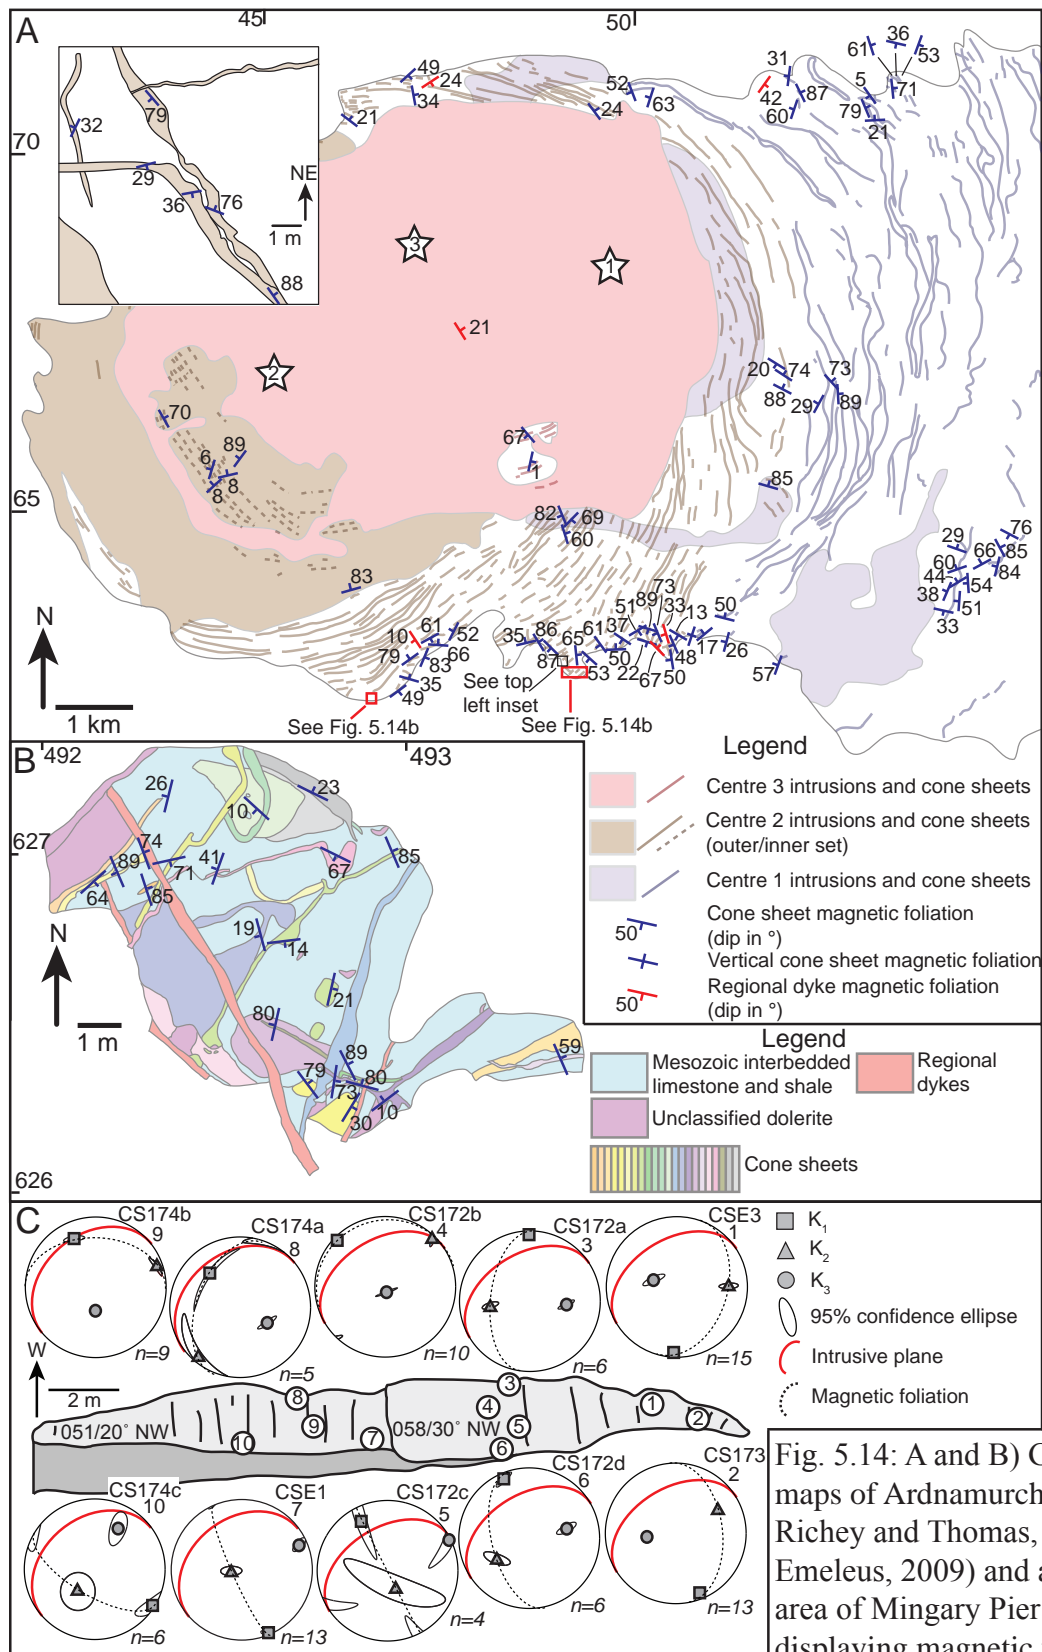 A
45
50
70
65
79
32
29
36
76
88
NE
1 m
49
24
34
21
52
63
24
31
42
60
87
61
36
53
5
71
79
21
3
1
2
21
70
6
89
8
8
67
1
82
69
60
83
20
74
88
29
73
89
85
29
60
44
38
33
51
54
66
76
85
84
10
61
52
79
66
83
35
49
35
86
87
65
53
61
50
37
51
89
73
33
13
22
67
50
48
17
50
26
57
N
1 km
See Fig. 5.14b
See top
left inset
See Fig. 5.14b
Legend
Centre 3 intrusions and cone sheets
Centre 2 intrusions and cone sheets
(outer/inner set)
Centre 1 intrusions and cone sheets
50
Cone sheet magnetic foliation
(dip in °)
Vertical cone sheet magnetic foliation
50
Regional dyke magnetic foliation
(dip in °)
B
492
493
627
626
26
10
23
74
89
64
71
85
41
67
85
19
14
21
80
79
89
80
73
30
10
59
N
1 m
Legend
Mesozoic interbedded
limestone and shale
Regional
dykes
Unclassified dolerite
Cone sheets
C
CS174b
9
n=9
CS174a
8
n=5
CS172b
4
n=10
CS172a
3
n=6
CSE3
1
n=15
K1
K2
K3
95% confidence ellipse
Intrusive plane
Magnetic foliation
W
2 m
051/20° NW
058/30° NW
8
9
10
7
3
4
5
6
1
2
CS174c
10
n=6
CSE1
7
n=13
CS172c
5
n=4
CS172d
6
n=6
CS173
2
n=13
Fig. 5.14: A and B)
maps of Ardnamurch
Richey and Thomas,
Emeleus, 2009) and a
area of Mingary Pier
displaying magnetic